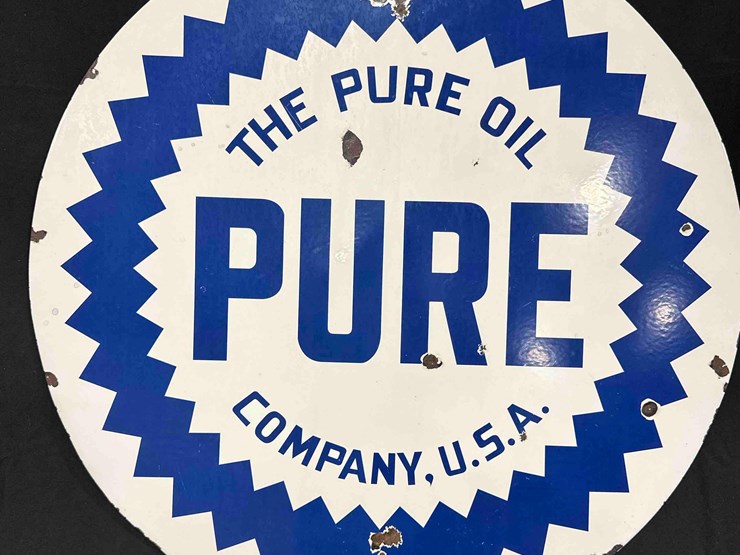 THE PURE OIL
PURE
COMPANY, U.S.A.